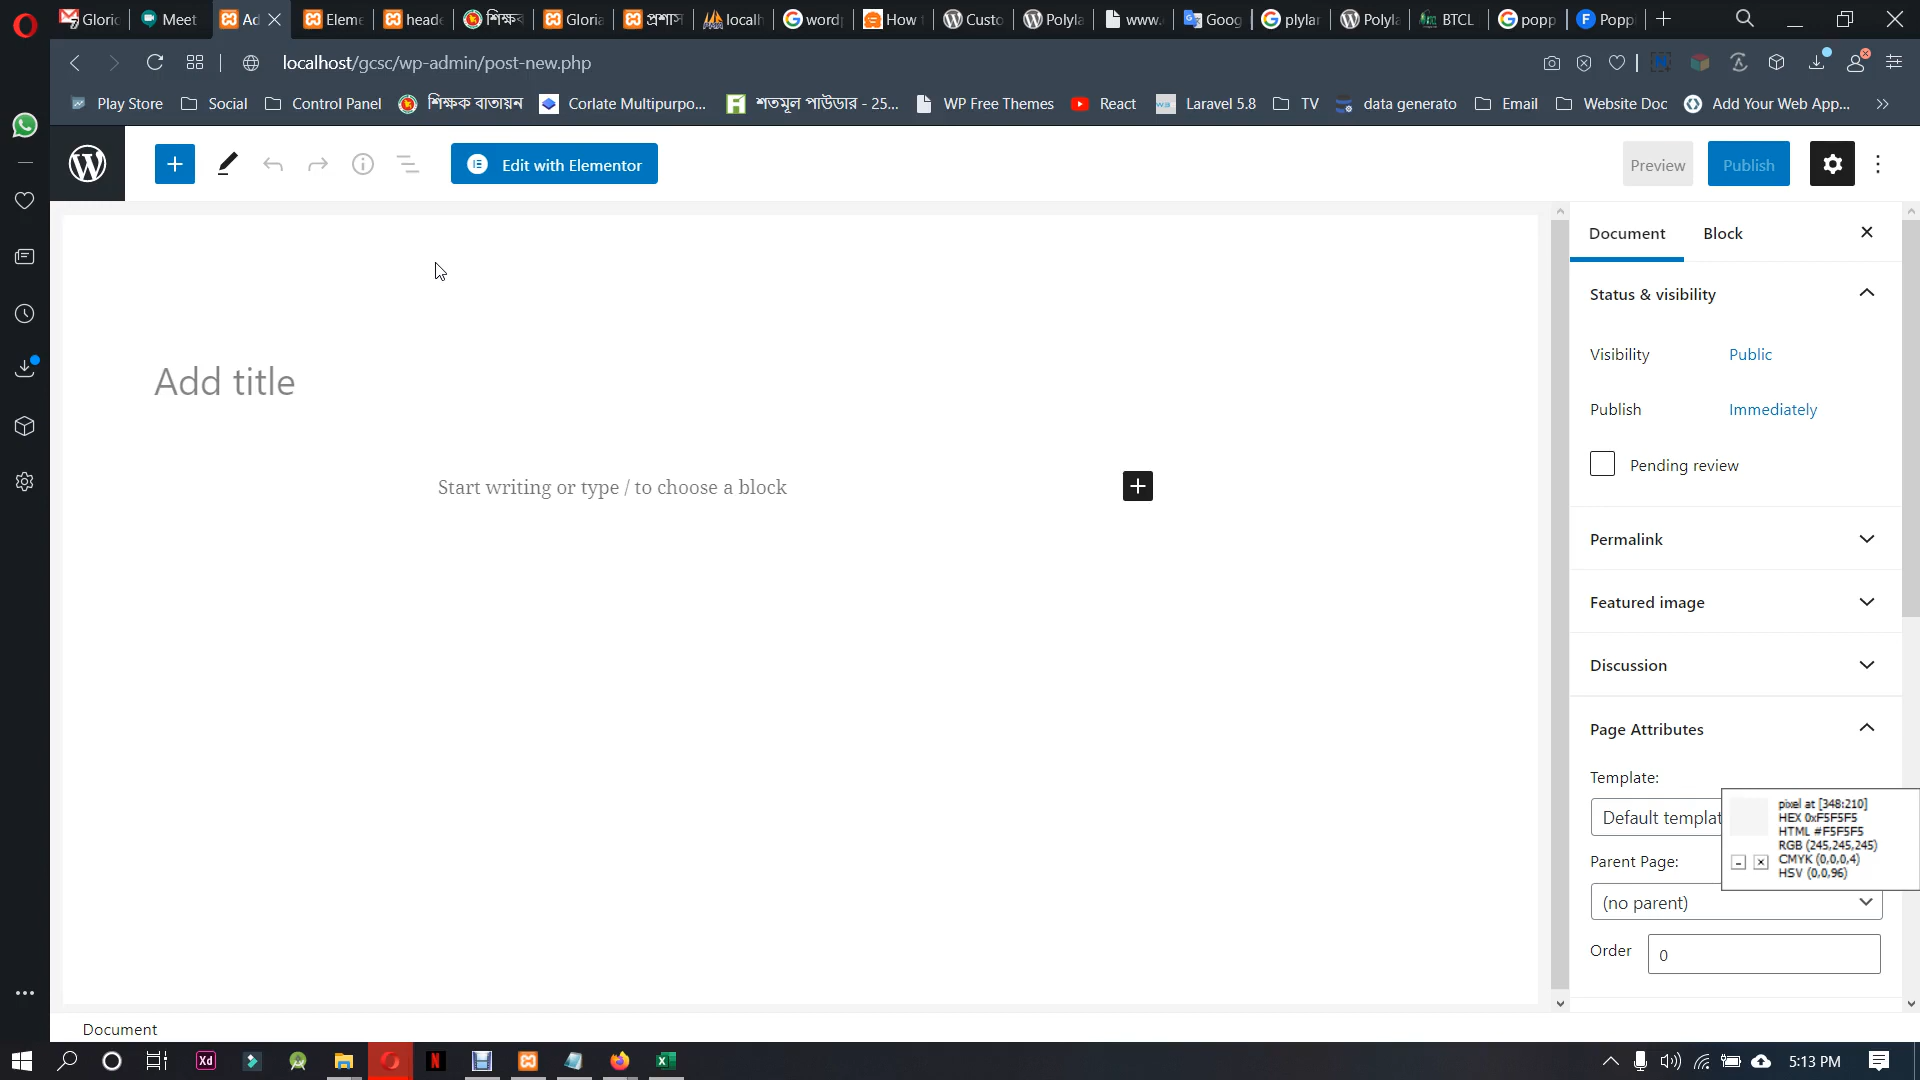 Gloric
Meet
Ad
Eleme
heade
শিক্ষব
Gloria
প্রশাস
localh
wordp
How
Custo
Polyla
www.
Goog
plylan
Polyla
BTCL
popp
Poppi
localhost/gcsc/wp-admin/post-new.php
Play Store
Social
Control Panel
শিক্ষক বাতায়ন
Corlate Multipurpo...
শতমূল পাউডার - 25...
WP Free Themes
React
Laravel 5.8
TV
data generato
Email
Website Doc
Add Your Web App...
Edit with Elementor
Preview
Publish
Document
Block
Status & visibility
Visibility
Public
Publish
Immediately
Pending review
Permalink
Featured image
Discussion
Page Attributes
Template:
Default templat
Parent Page:
(no parent)
Order
0
pixel at [348:210]
HEX 0xF5F5F5
HTML #F5F5F5
RGB (245,245,245)
CMYK (0,0,0,4)
HSV (0,0,96)
Add title
Start writing or type / to choose a block
Document
Xd
N
5:13 PM